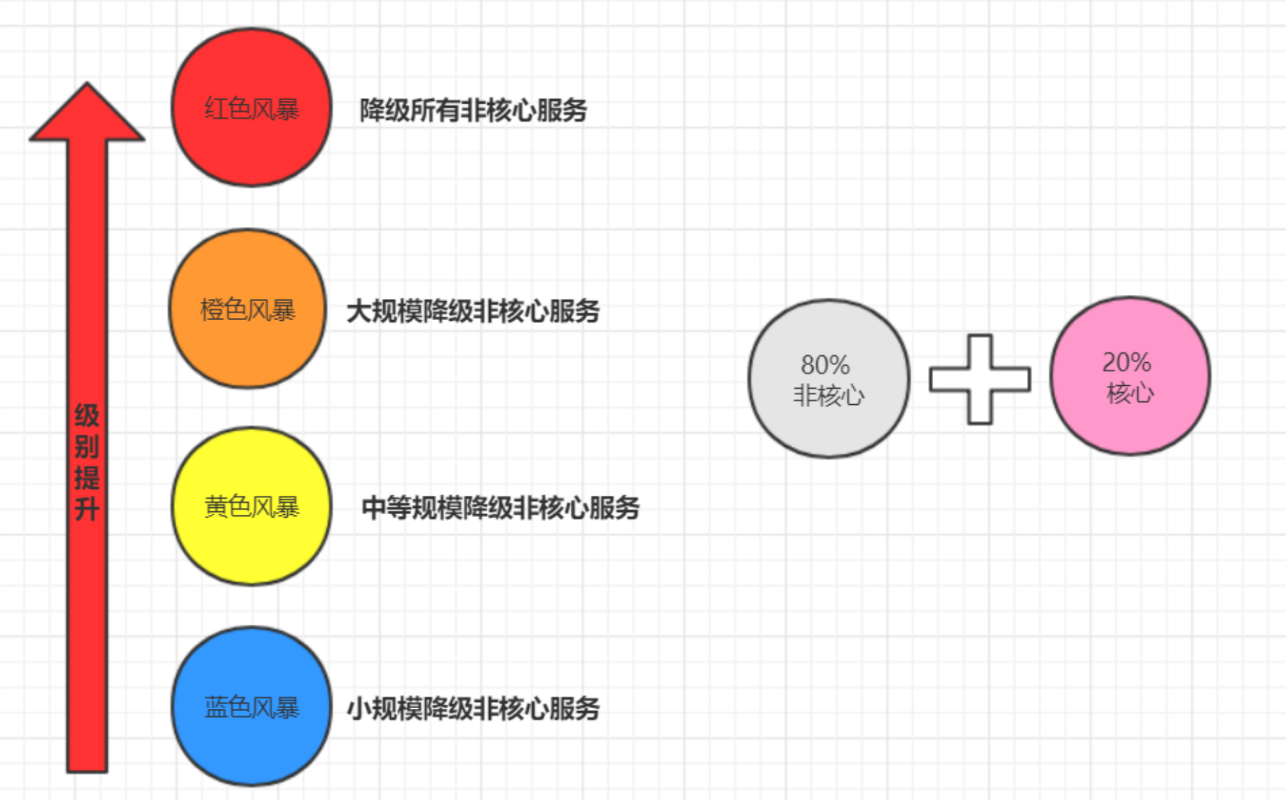 红色风暴
降级所有非核心服务
橙色风暴
大规模降级非核心服务
级别提升
黄色风暴
中等规模降级非核心服务
蓝色风暴
小规模降级非核心服务
80%
非核心
20%
核心